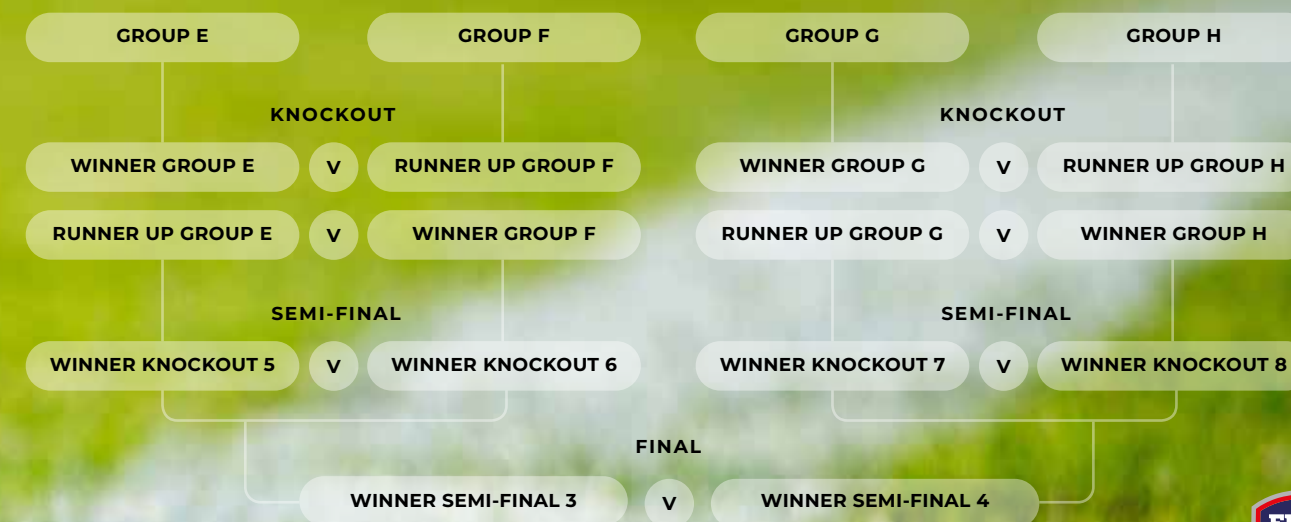 GROUP E GROUP F GROUP G GROUP H
KNOCKOUT KNOCKOUT
WINNER GROUP E V RUNNER UP GROUP F WINNER GROUP G V RUNNER UP GROUP H
RUNNER UP GROUP E V WINNER GROUP F RUNNER UP GROUP G V WINNER GROUP H
SEMI-FINAL SEMI-FINAL
WINNER KNOCKOUT 5 V WINNER KNOCKOUT 6 WINNER KNOCKOUT 7 V WINNER KNOCKOUT 8
FINAL
WINNER SEMI-FINAL 3 V WINNER SEMI-FINAL 4